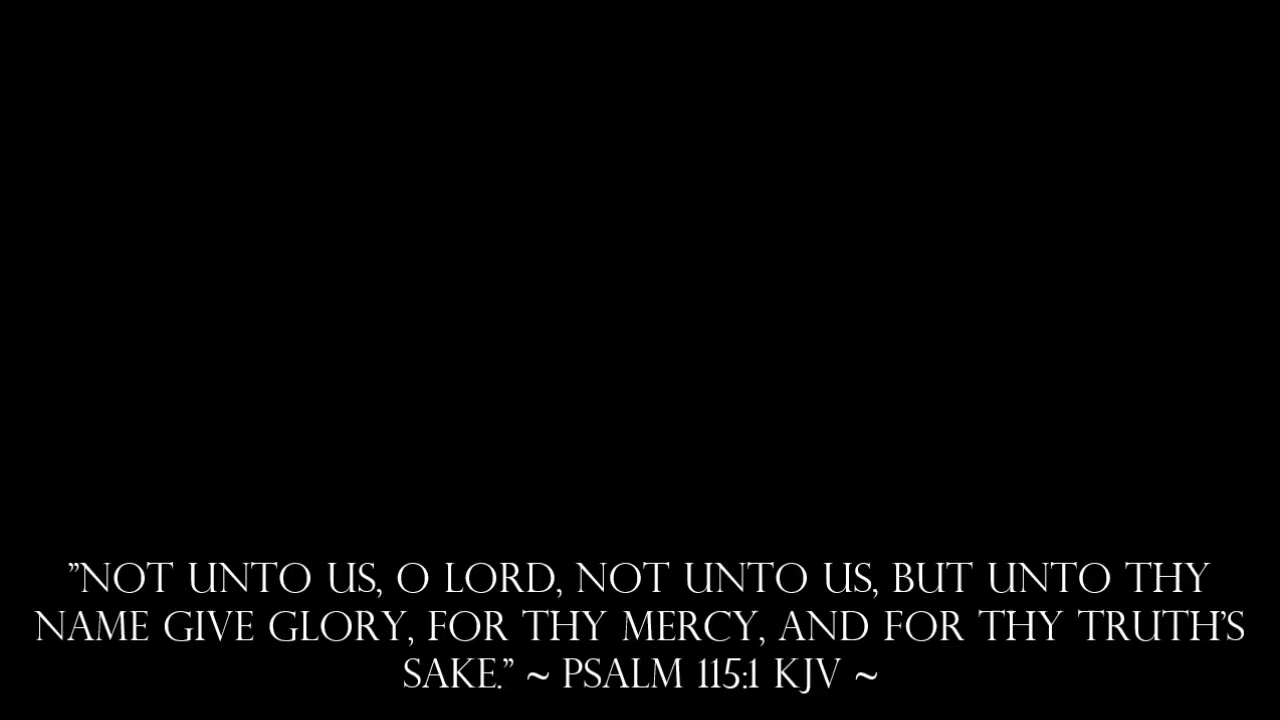 ”NOT UNTO US, O LORD, NOT UNTO US, BUT UNTO THY
NAME GIVE GLORY, FOR THY MERCY, AND FOR THY TRUTH’S
SAKE.” ~ PSALM 115:1 KJV ~